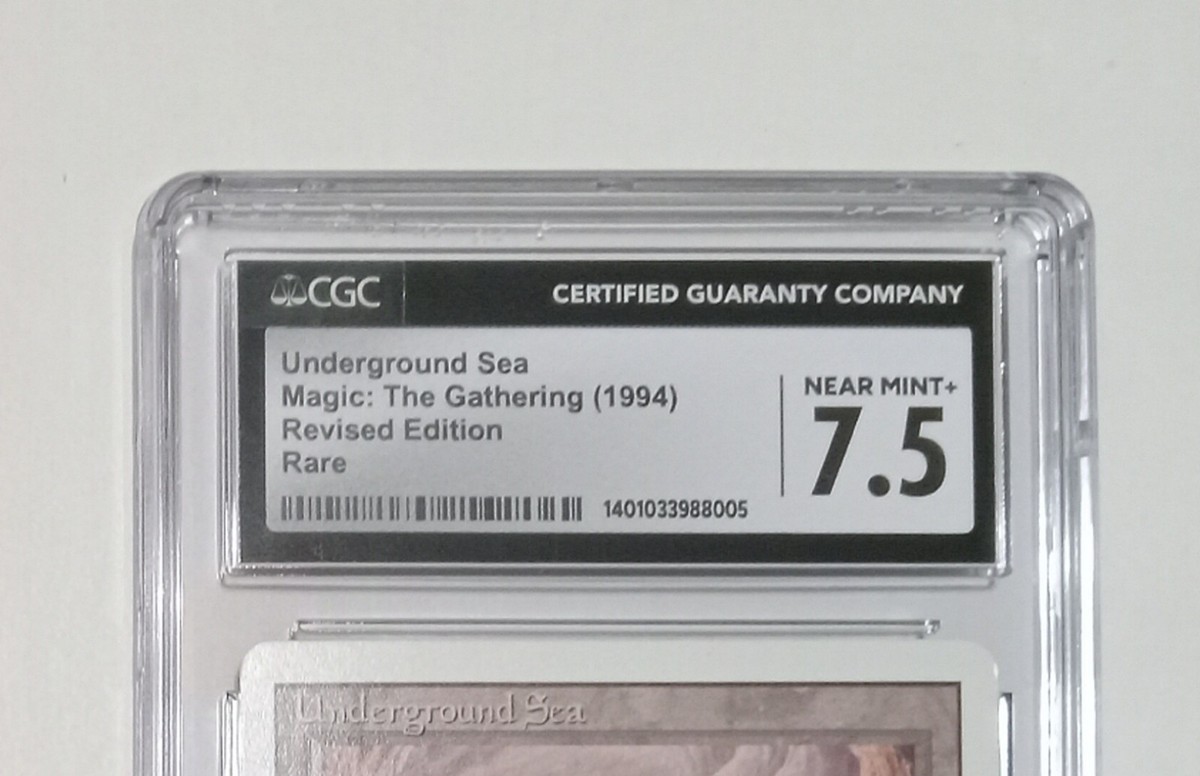 CGC CERTIFIED GUARANTY COMPANY
Underground Sea
Magic: The Gathering (1994)
Revised Edition
Rare
1401033988005
NEAR MINT+
7.5
Underground Sea